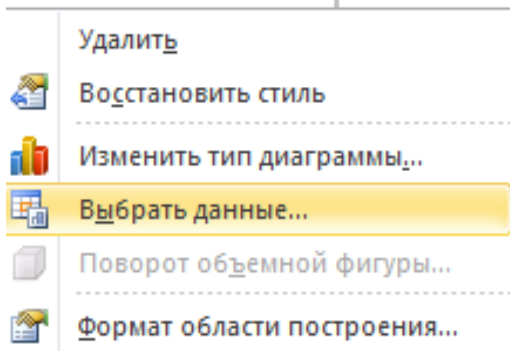 Удалить
Восстановить стиль
Изменить тип диаграммы...
Выбрать данные...
Поворот объемной фигуры...
Формат области построения...